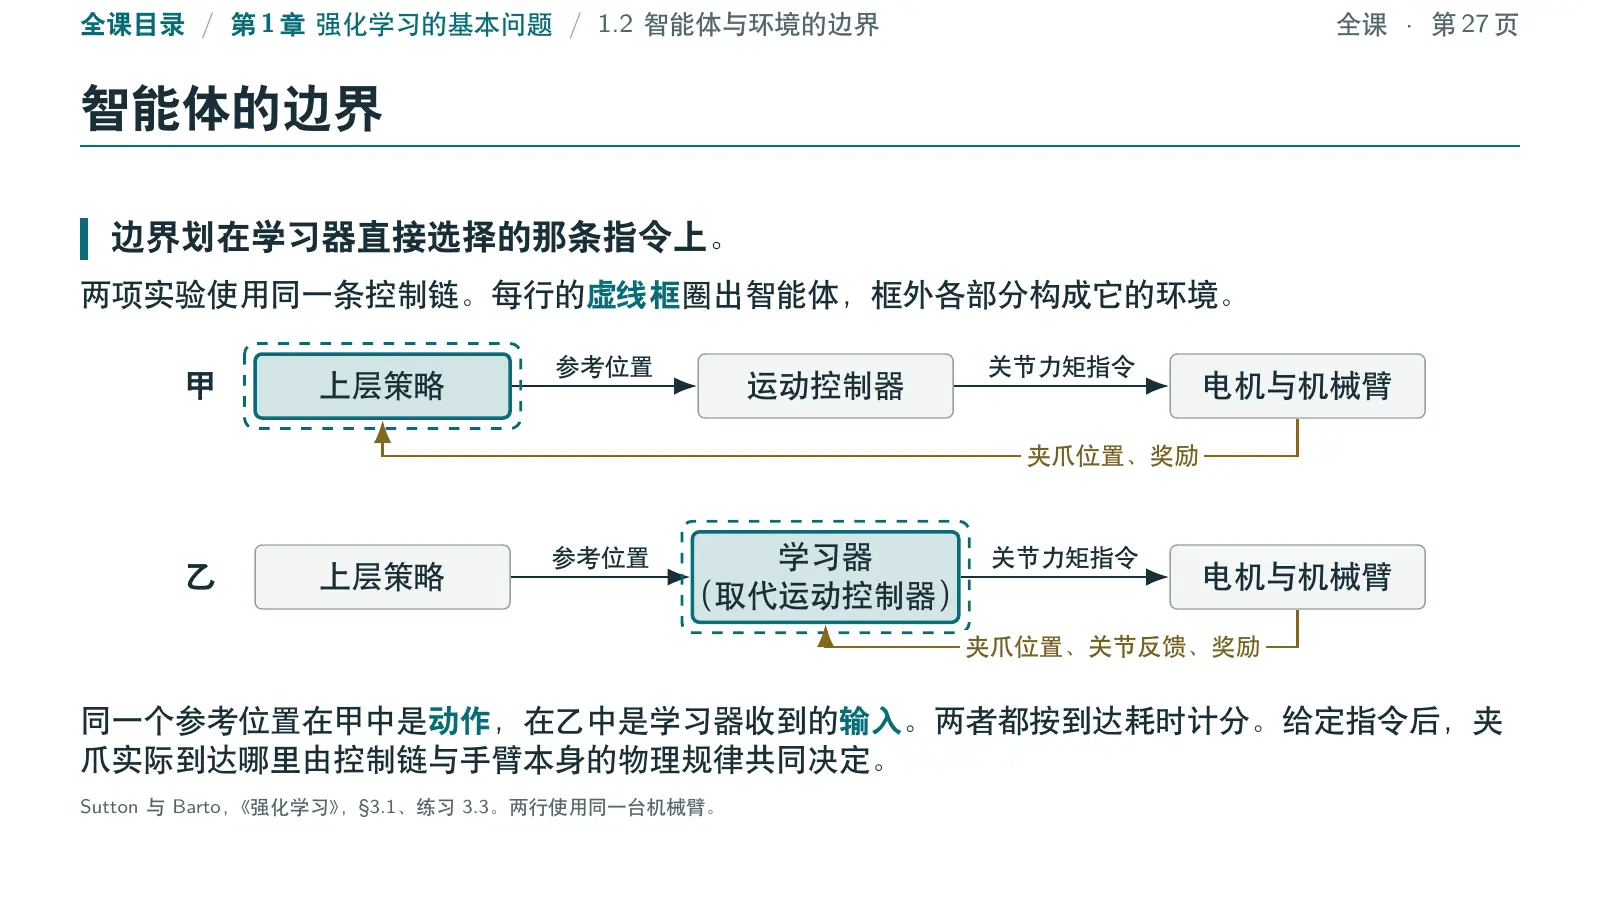 全课目录 / 第1章 强化学习的基本问题 / 1.2 智能体与环境的边界
全课 · 第27页
智能体的边界
边界划在学习器直接选择的那条指令上。
两项实验使用同一条控制链。每行的虚线框圈出智能体，框外各部分构成它的环境。
甲
上层策略
参考位置
运动控制器
关节力矩指令
电机与机械臂
夹爪位置、奖励
乙
上层策略
参考位置
学习器
（取代运动控制器）
关节力矩指令
电机与机械臂
夹爪位置、关节反馈、奖励
同一个参考位置在甲中是动作，在乙中是学习器收到的输入。两者都按到达耗时计分。给定指令后，夹
爪实际到达哪里由控制链与手臂本身的物理规律共同决定。
Sutton 与 Barto，《强化学习》，§3.1、练习 3.3。两行使用同一台机械臂。